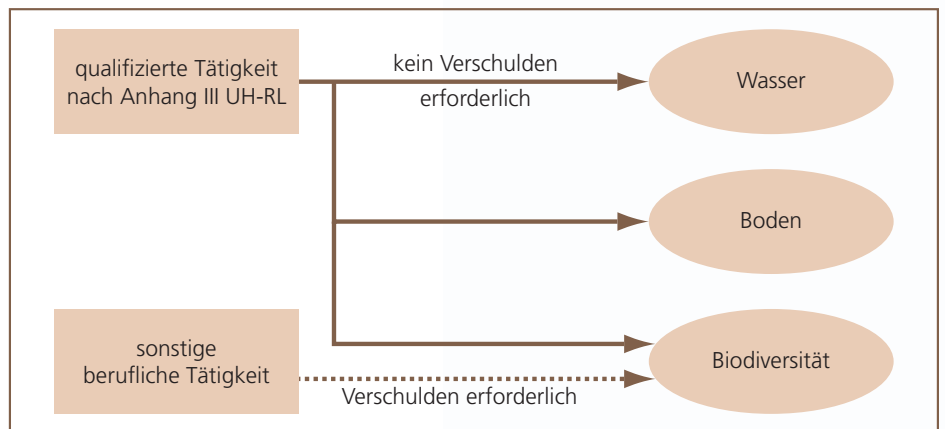 qualifizierte Tätigkeit
nach Anhang III UH-RL
kein Verschulden
erforderlich
Wasser
Boden
sonstige
berufliche Tätigkeit
Verschulden erforderlich
Biodiversität